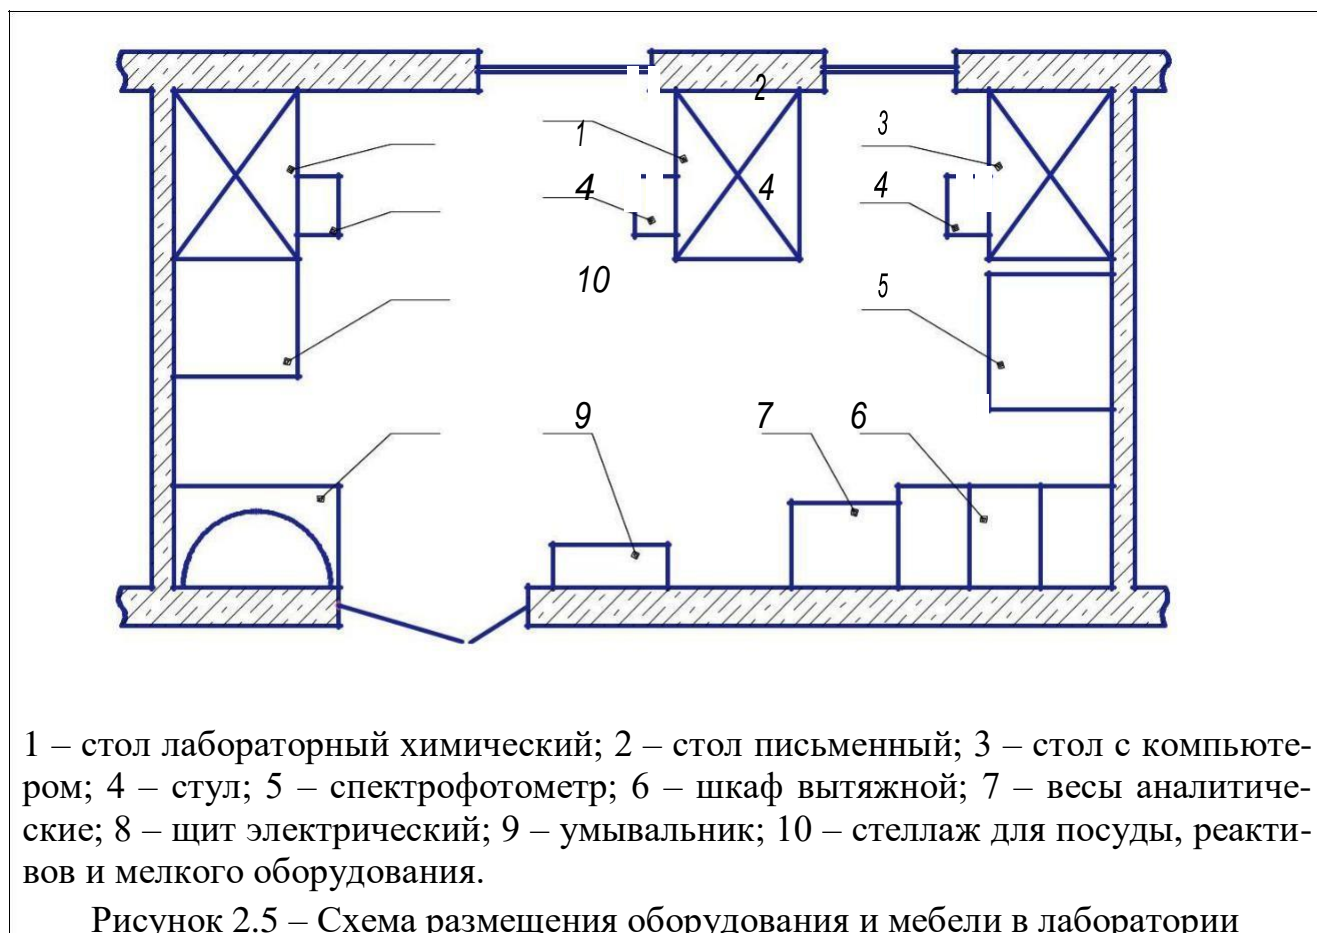 2
1
3
4
4
4
10
5
9
7
6
1 – стол лабораторный химический; 2 – стол письменный; 3 – стол с компьюте-
ром; 4 – стул; 5 – спектрофотометр; 6 – шкаф вытяжной; 7 – весы аналитиче-
ские; 8 – щит электрический; 9 – умывальник; 10 – стеллаж для посуды, реакти-
вов и мелкого оборудования.
Рисунок 2.5 – Схема размещения оборудования и мебели в лаборатории